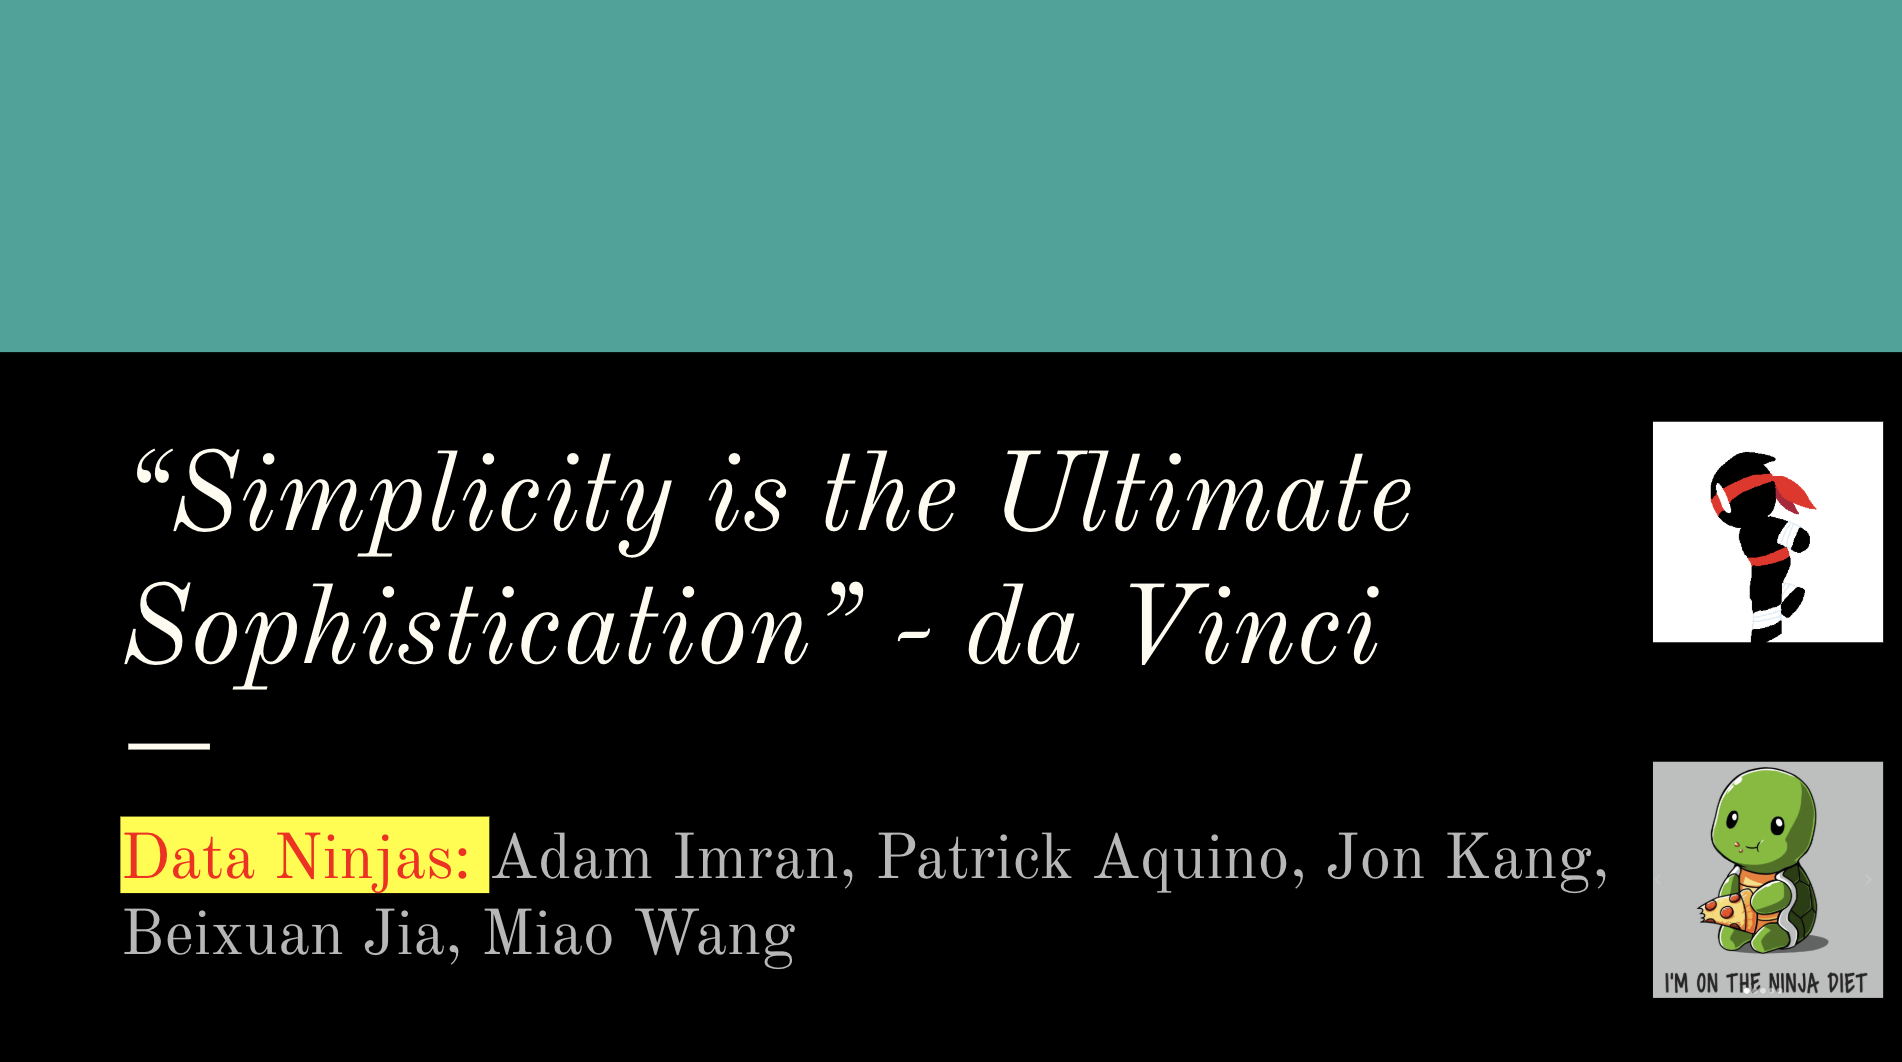 “Simplicity is the Ultimate
Sophistication” - da Vinci
Data Ninjas: Adam Imran, Patrick Aquino, Jon Kang,
Beixuan Jia, Miao Wang
I'M ON THE NINJA DIET